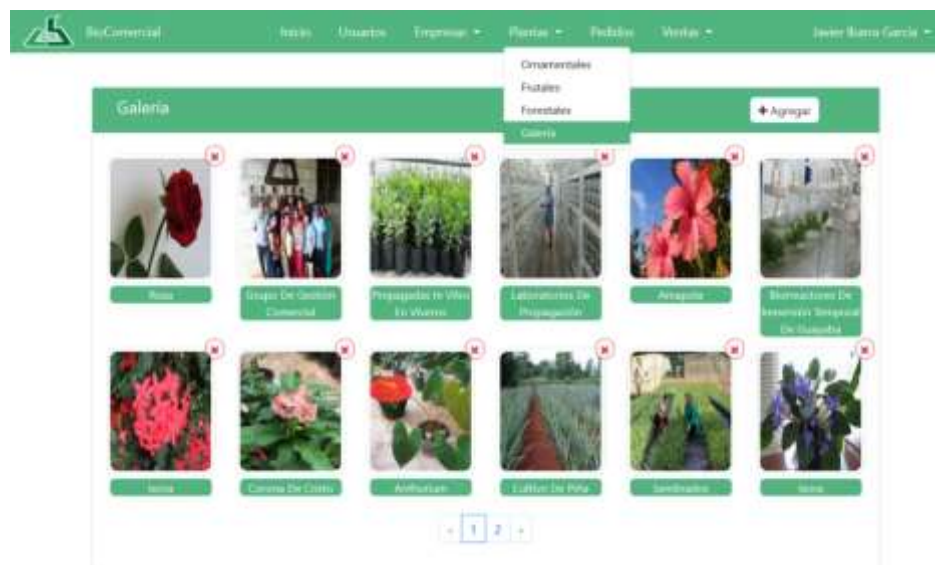 BioComercial Inicio Usuarios Empresas Plantas Pedidos Ventas Javier Ibarra García
Ornamentales
Frutales
Forestales
Galería
Galería
Agregar
Rosa
Grupo De Gestión
Comercial
Propagadas In Vitro
En Viveros
Laboratorios De
Propagación
Amapola
Biorreactores De
Inmersión Temporal
De Guayaba
Ixora
Corona De Cristo
Anthurium
Cultivo De Piña
Sembrados
« 1 2 »